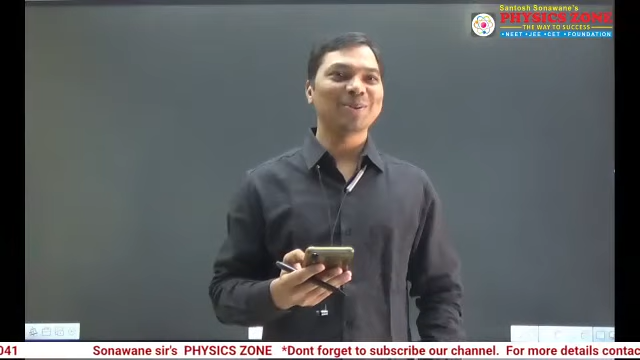 Santosh Sonawane's
PHYSICS ZONE
THE WAY TO SUCCESS
•NEET •JEE •CET •FOUNDATION
041 Sonawane sir's PHYSICS ZONE *Dont forget to subscribe our channel. For more details contac